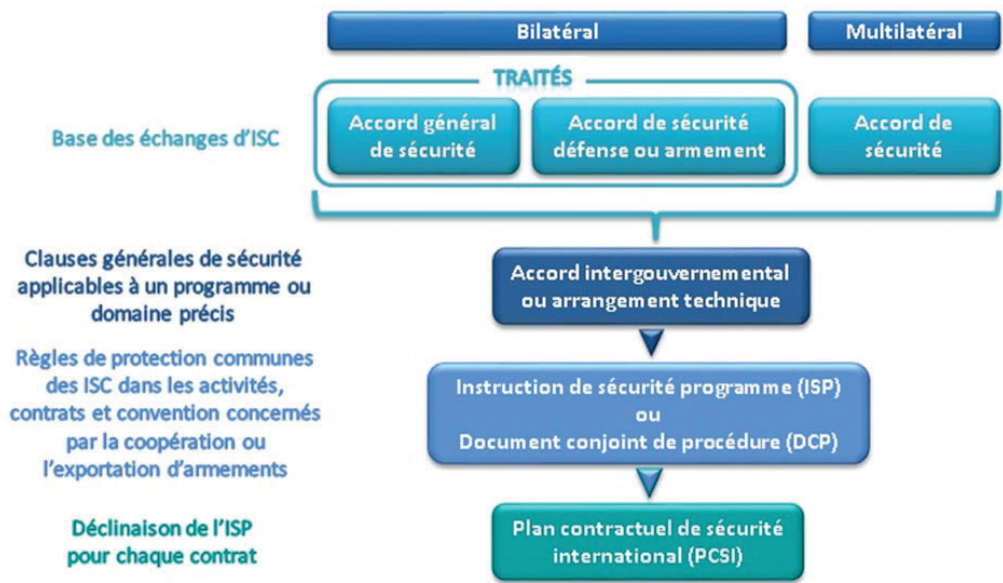 Bilatéral
Multilatéral
TRAITÉS
Base des échanges d'ISC
Accord général
de sécurité
Accord de sécurité
défense ou armement
Accord de
sécurité
Clauses générales de sécurité
applicables à un programme ou
domaine précis
Accord intergouvernemental
ou arrangement technique
Règles de protection communes
des ISC dans les activités,
contrats et convention concernés
par la coopération ou
l'exportation d'armements
Instruction de sécurité programme (ISP)
ou
Document conjoint de procédure (DCP)
Déclinaison de l'ISP
pour chaque contrat
Plan contractuel de sécurité
international (PCSI)